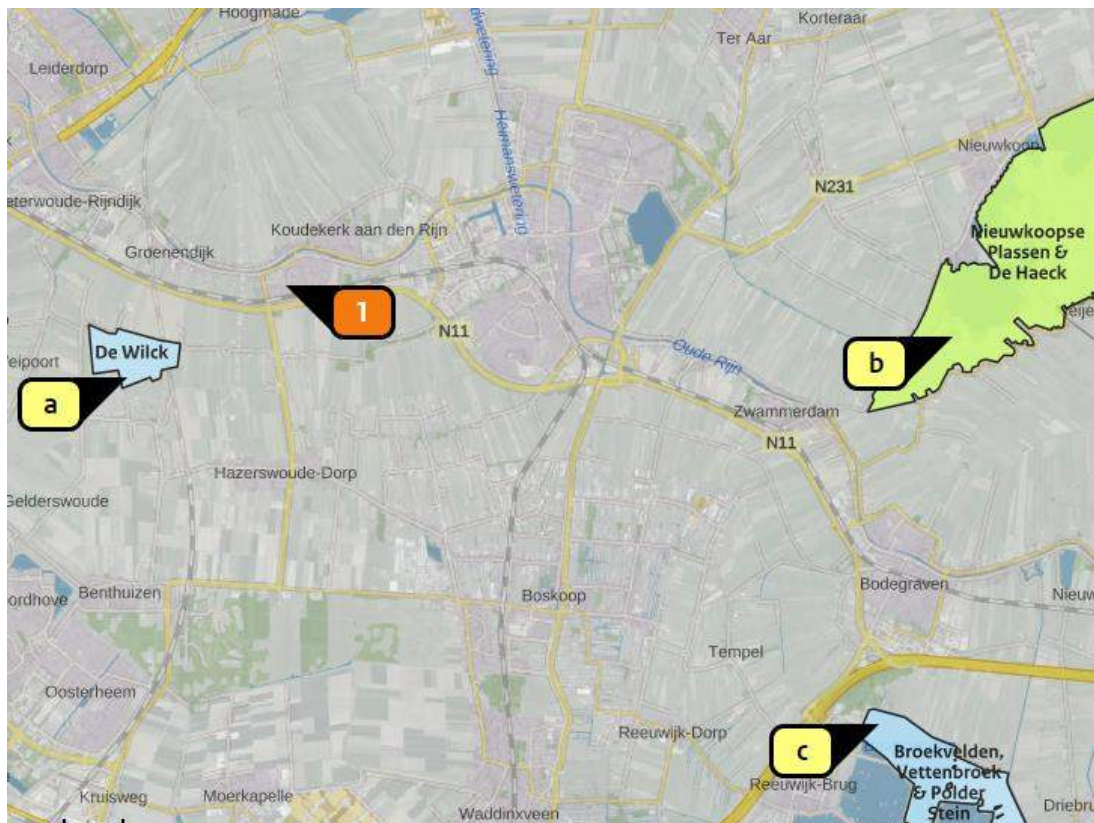 Hoogmade
Korteraar
Ter Aar
Leiderdorp
Heimanswetering
Nieuwkoop
N231
eterwoude-Rijndijk
Koudekerk aan den Rijn
Groenendijk
Nieuwkoopse
Plassen &
De Haeck
1
N11
De Wilck
Oude Rijn
b
a
Zwammerdam
N11
Hazerswoude-Dorp
Gelderswoude
Benthuizen
oordhove
Boskoop
Bodegraven
Nieuw
Tempel
Oosterheem
Reeuwijk-Dorp
c
Broekvelden,
Vettenbroek
& Polder
Stein
Reeuwijk-Brug
Kruisweg
Moerkapelle
Driebru
Waddinxveen